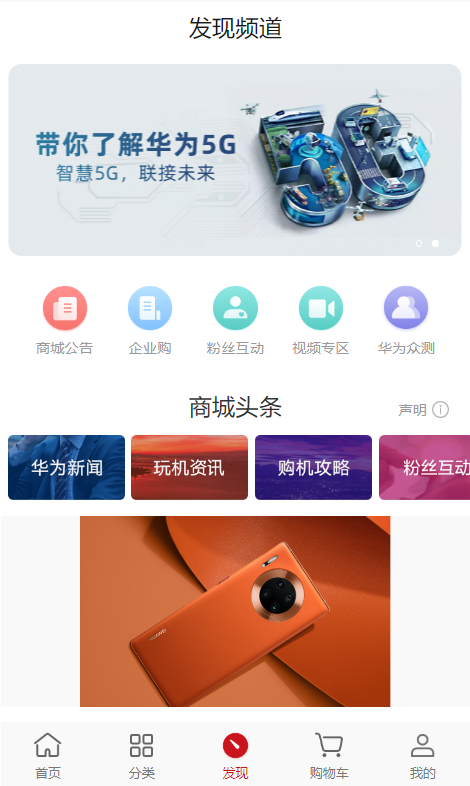 发现频道
带你了解华为5G
智慧5G，联接未来
商城公告
企业购
粉丝互动
视频专区
华为众测
商城头条
声明
华为新闻
玩机资讯
购机攻略
粉丝互动
HUAWEI
首页
分类
发现
购物车
我的